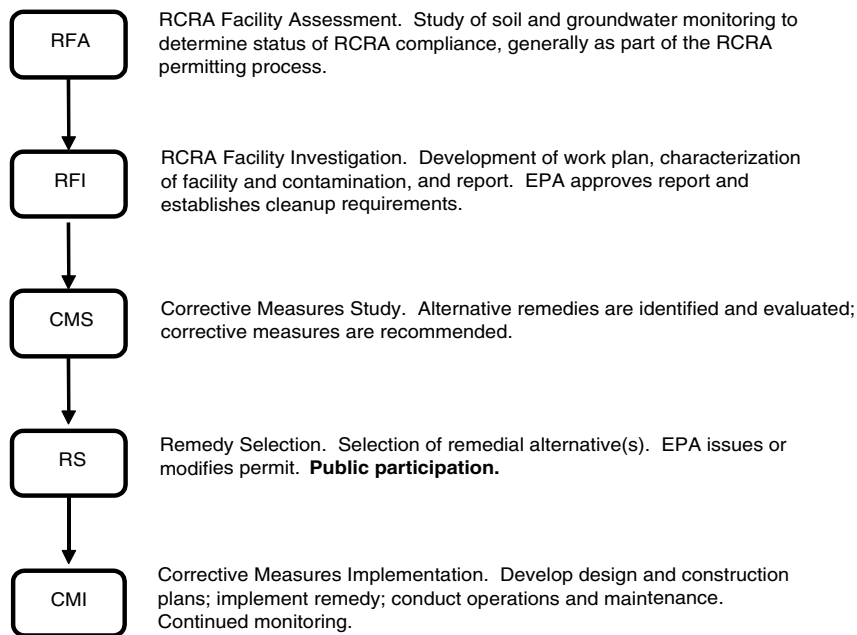 RFA
RCRA Facility Assessment. Study of soil and groundwater monitoring to
determine status of RCRA compliance, generally as part of the RCRA
permitting process.
RFI
RCRA Facility Investigation. Development of work plan, characterization
of facility and contamination, and report. EPA approves report and
establishes cleanup requirements.
CMS
Corrective Measures Study. Alternative remedies are identified and evaluated;
corrective measures are recommended.
RS
Remedy Selection. Selection of remedial alternative(s). EPA issues or
modifies permit. Public participation.
CMI
Corrective Measures Implementation. Develop design and construction
plans; implement remedy; conduct operations and maintenance.
Continued monitoring.